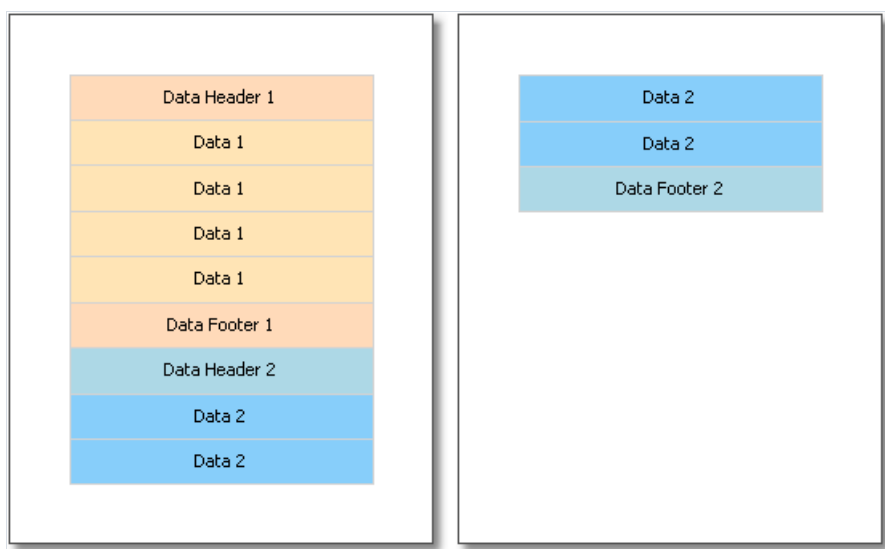 Data Header 1
Data 1
Data 1
Data 1
Data 1
Data Footer 1
Data Header 2
Data 2
Data 2
Data 2
Data 2
Data Footer 2